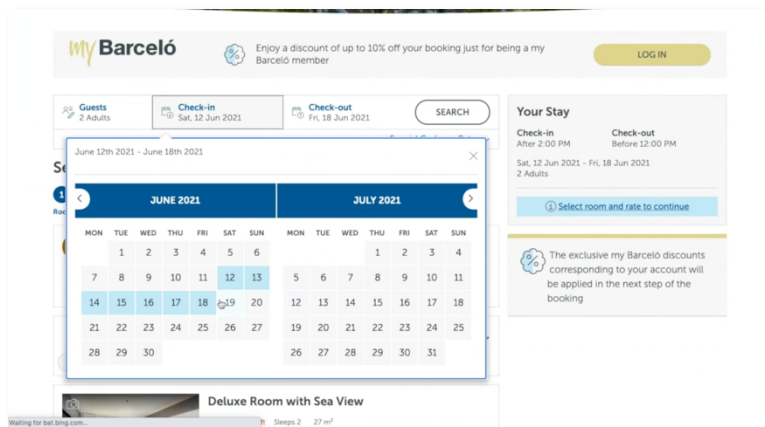 my Barceló
Enjoy a discount of up to 10% off your booking just for being a my
Barceló member
LOG IN
Guests
2 Adults
Check-in
Sat, 12 Jun 2021
Check-out
Fri, 18 Jun 2021
SEARCH
June 12th 2021 - June 18th 2021
JUNE 2021
MON TUE WED THU FRI SAT SUN
1 2 3 4 5 6
7 8 9 10 11 12 13
14 15 16 17 18 19 20
21 22 23 24 25 26 27
28 29 30
JULY 2021
MON TUE WED THU FRI SAT SUN
1 2 3 4
5 6 7 8 9 10 11
12 13 14 15 16 17 18
19 20 21 22 23 24 25
26 27 28 29 30 31
Your Stay
Check-in
After 2:00 PM
Check-out
Before 12:00 PM
Sat, 12 Jun 2021 - Fri, 18 Jun 2021
2 Adults
Select room and rate to continue
The exclusive my Barceló discounts
corresponding to your account will
be applied in the next step of the
booking
Deluxe Room with Sea View
Sleeps 2 27 m²
Waiting for bat.bing.com...